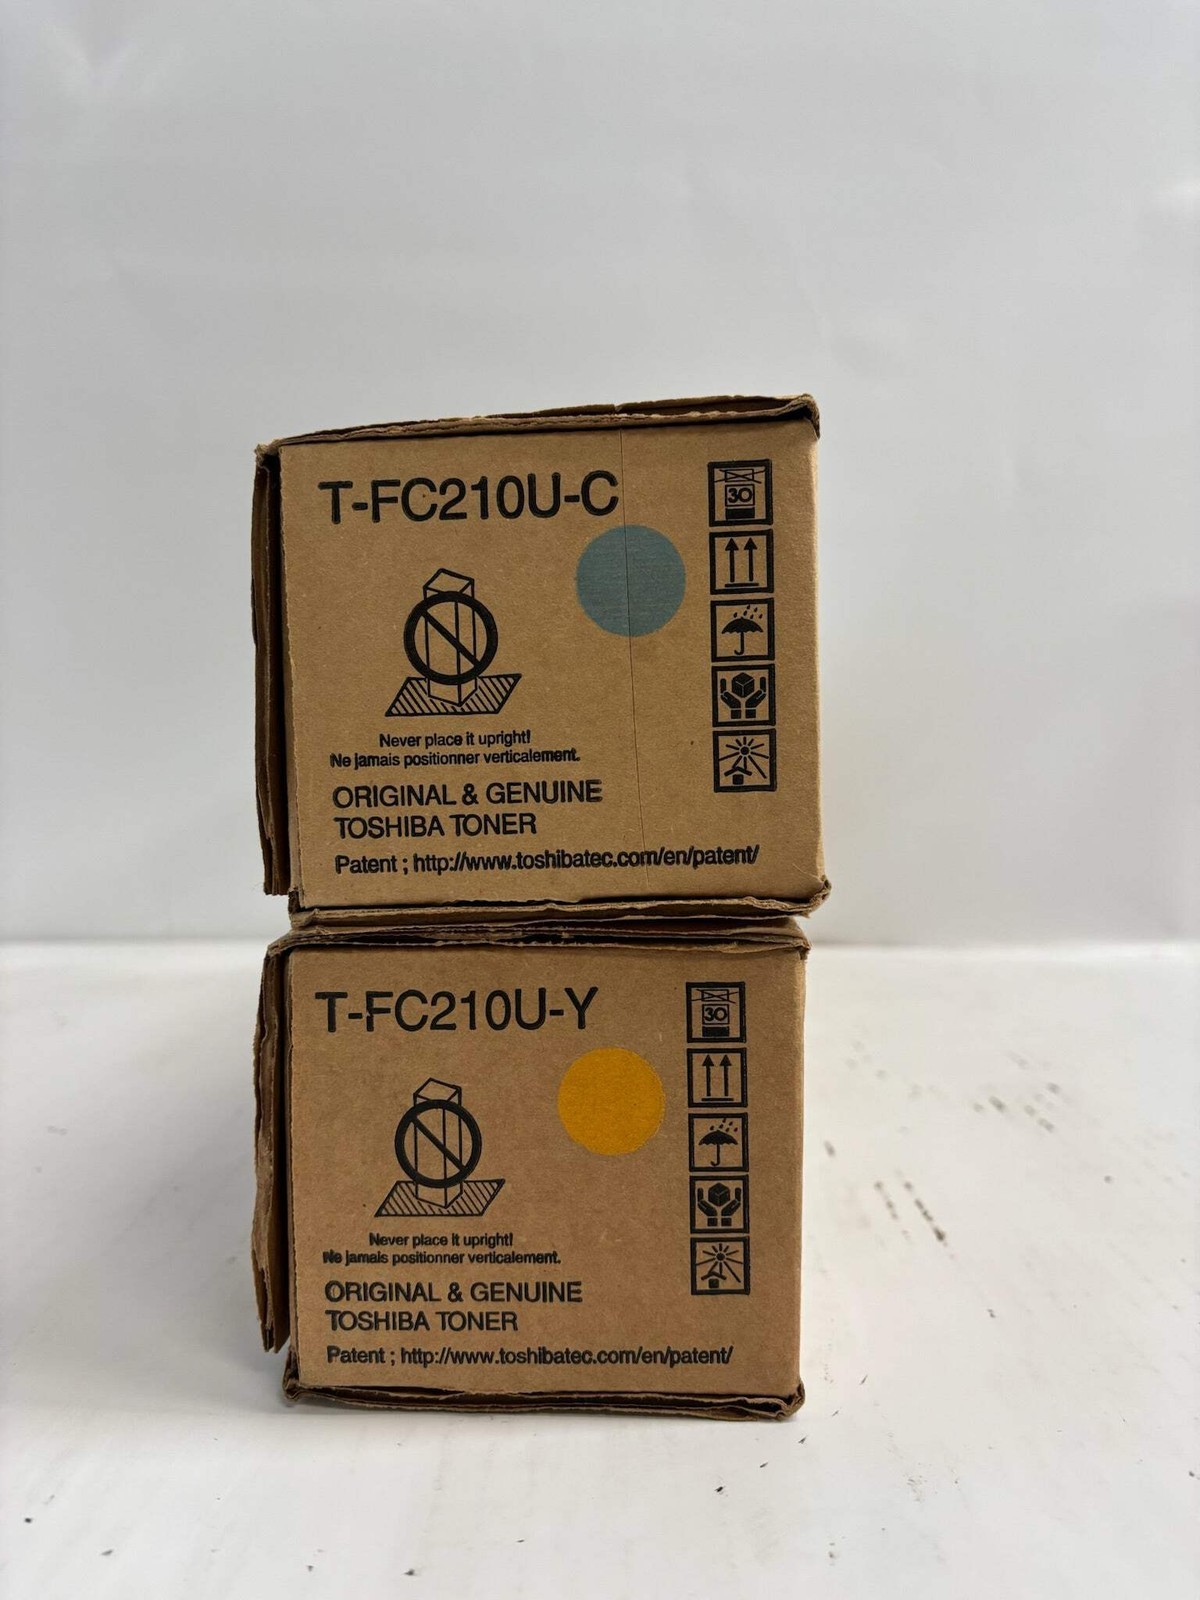 T-FC210U-C
30
Never place it upright!
Ne jamais positionner verticalement.
ORIGINAL & GENUINE
TOSHIBA TONER
Patent ; http://www.toshibatec.com/en/patent/
T-FC210U-Y
30
Never place it upright!
Ne jamais positionner verticalement.
ORIGINAL & GENUINE
TOSHIBA TONER
Patent ; http://www.toshibatec.com/en/patent/